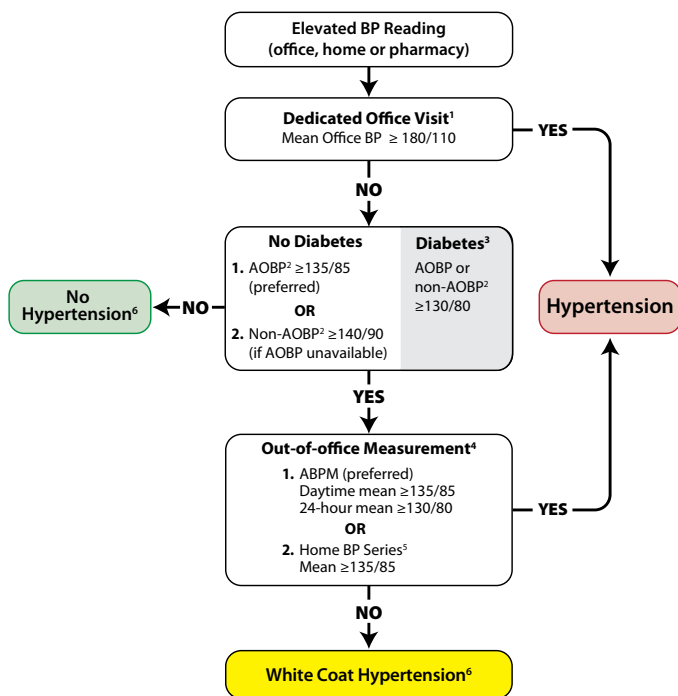 Elevated BP Reading
(office, home or pharmacy)
Dedicated Office Visit¹
Mean Office BP ≥ 180/110
YES
NO
No Diabetes
1. AOBP² ≥135/85
(preferred)
OR
2. Non-AOBP² ≥140/90
(if AOBP unavailable)
Diabetes³
AOBP or
non-AOBP²
≥130/80
NO
No
Hypertension⁶
Hypertension
YES
Out-of-office Measurement⁴
1. ABPM (preferred)
Daytime mean ≥135/85
24-hour mean ≥130/80
OR
2. Home BP Series⁵
Mean ≥135/85
YES
NO
White Coat Hypertension⁶